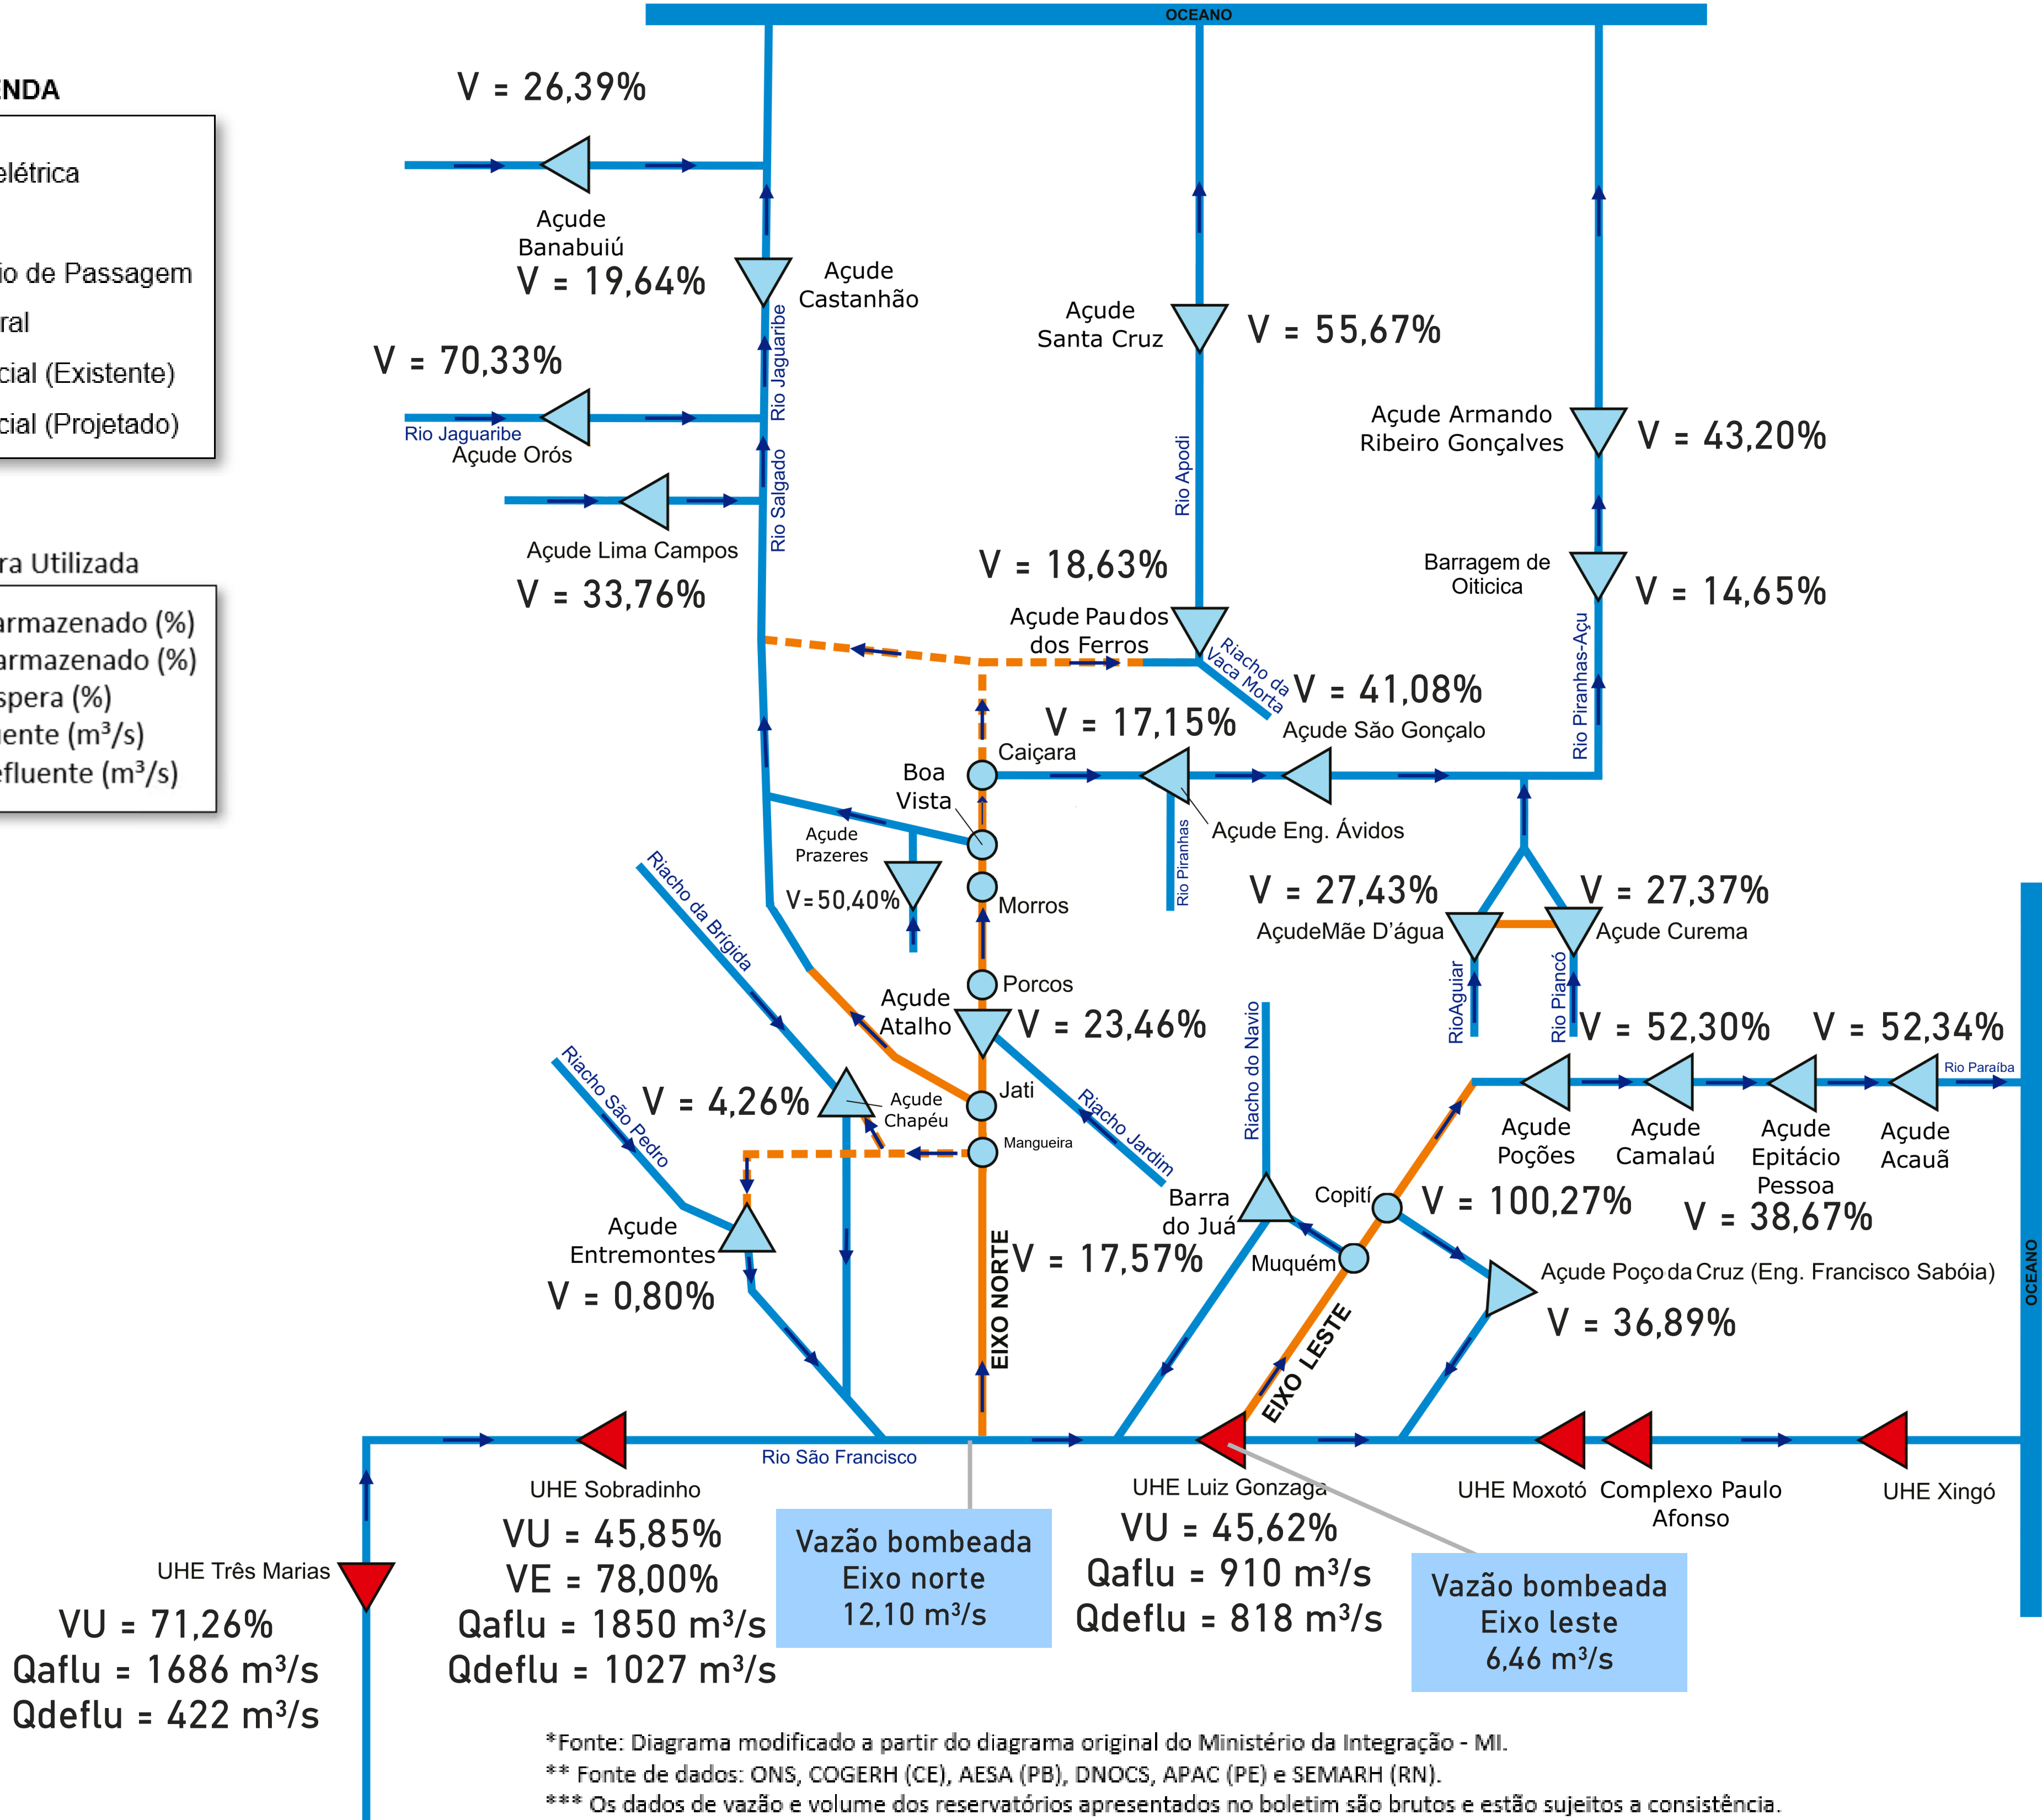 OCEANO
ENDA
V = 26,39%
elétrica
Açude
Banabuiú
V = 19,64%
Açude
Castanhão
io de Passagem
ral
cial (Existente)
cial (Projetado)
V = 70,33%
Rio Jaguaribe
Açude Orós
Rio Jaguaribe
Rio Salgado
Açude
Santa Cruz
V = 55,67%
Rio Apodi
Açude Armando
Ribeiro Gonçalves
V = 43,20%
Açude Lima Campos
V = 33,76%
ra Utilizada
armazenado (%)
armazenado (%)
spera (%)
uente (m³/s)
efluente (m³/s)
V = 18,63%
Açude Pau dos
dos Ferros
Riacho da
Vaca Morta
Barragem de
Oiticica
V = 14,65%
Rio Piranhas-Açu
V = 41,08%
V = 17,15%
Açude São Gonçalo
Caiçara
Boa
Vista
Açude Eng. Ávidos
Rio Piranhas
Açude
Prazeres
V= 50,40%
Morros
Riacho da Brígida
V = 27,43%
V = 27,37%
AçudeMãe D'água
Açude Curema
RioAguiar
Rio Piancó
Porcos
Açude
Atalho
V = 23,46%
Riacho do Navio
V = 52,30%
V = 52,34%
Rio Paraíba
Riacho São Pedro
V = 4,26%
Açude
Chapéu
Jati
Mangueira
Riacho Jardim
Açude
Poções
Açude
Camalaú
Açude
Epitácio
Pessoa
Açude
Acauã
V = 100,27%
V = 38,67%
Copití
Barra
do Juá
Muquém
V = 17,57%
Açude
Entremontes
V = 0,80%
EIXO NORTE
EIXO LESTE
Açude Poço da Cruz (Eng. Francisco Sabóia)
V = 36,89%
OCEANO
Rio São Francisco
UHE Sobradinho
VU = 45,85%
VE = 78,00%
Qaflu = 1850 m³/s
Qdeflu = 1027 m³/s
Vazão bombeada
Eixo norte
12,10 m³/s
UHE Luiz Gonzaga
VU = 45,62%
Qaflu = 910 m³/s
Qdeflu = 818 m³/s
Vazão bombeada
Eixo leste
6,46 m³/s
UHE Moxotó
Complexo Paulo
Afonso
UHE Xingó
UHE Três Marias
VU = 71,26%
Qaflu = 1686 m³/s
Qdeflu = 422 m³/s
*Fonte: Diagrama modificado a partir do diagrama original do Ministério da Integração - MI.
** Fonte de dados: ONS, COGERH (CE), AESA (PB), DNOCS, APAC (PE) e SEMARH (RN).
*** Os dados de vazão e volume dos reservatórios apresentados no boletim são brutos e estão sujeitos a consistência.